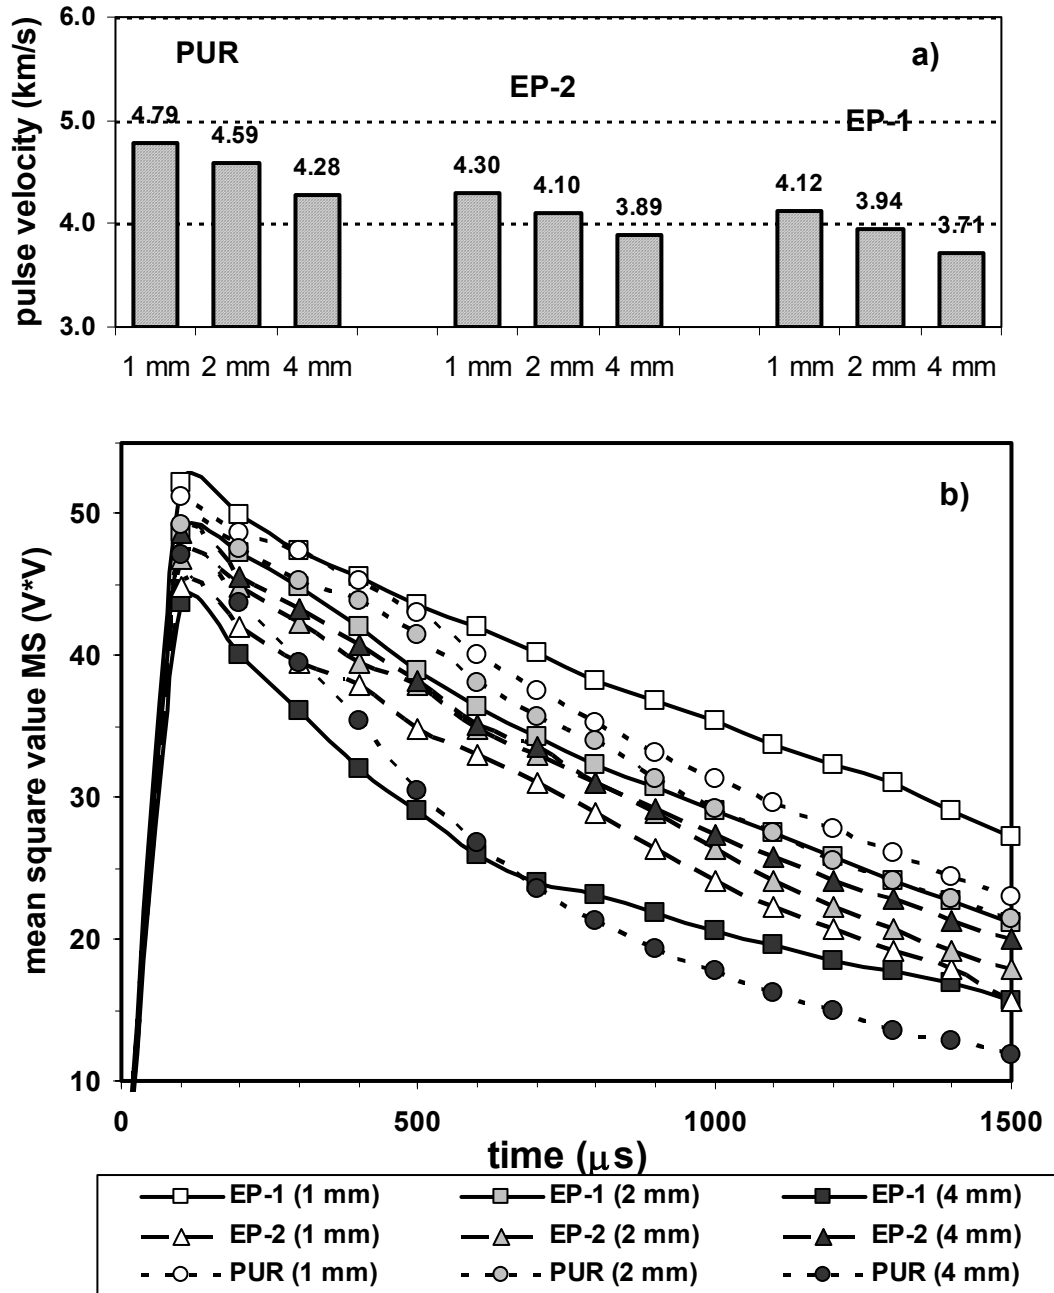 6.0
PUR
a)
EP-2
5.0
4.79
4.59
4.28
EP-1
4.30
4.10
3.89
4.12
3.94
3.71
4.0
3.0
pulse velocity (km/s)
1 mm 2 mm 4 mm 1 mm 2 mm 4 mm 1 mm 2 mm 4 mm
b)
50
40
30
20
10
mean square value MS (V*V)
0 500 1000 1500
time (μs)
EP-1 (1 mm) EP-1 (2 mm) EP-1 (4 mm)
EP-2 (1 mm) EP-2 (2 mm) EP-2 (4 mm)
PUR (1 mm) PUR (2 mm) PUR (4 mm)